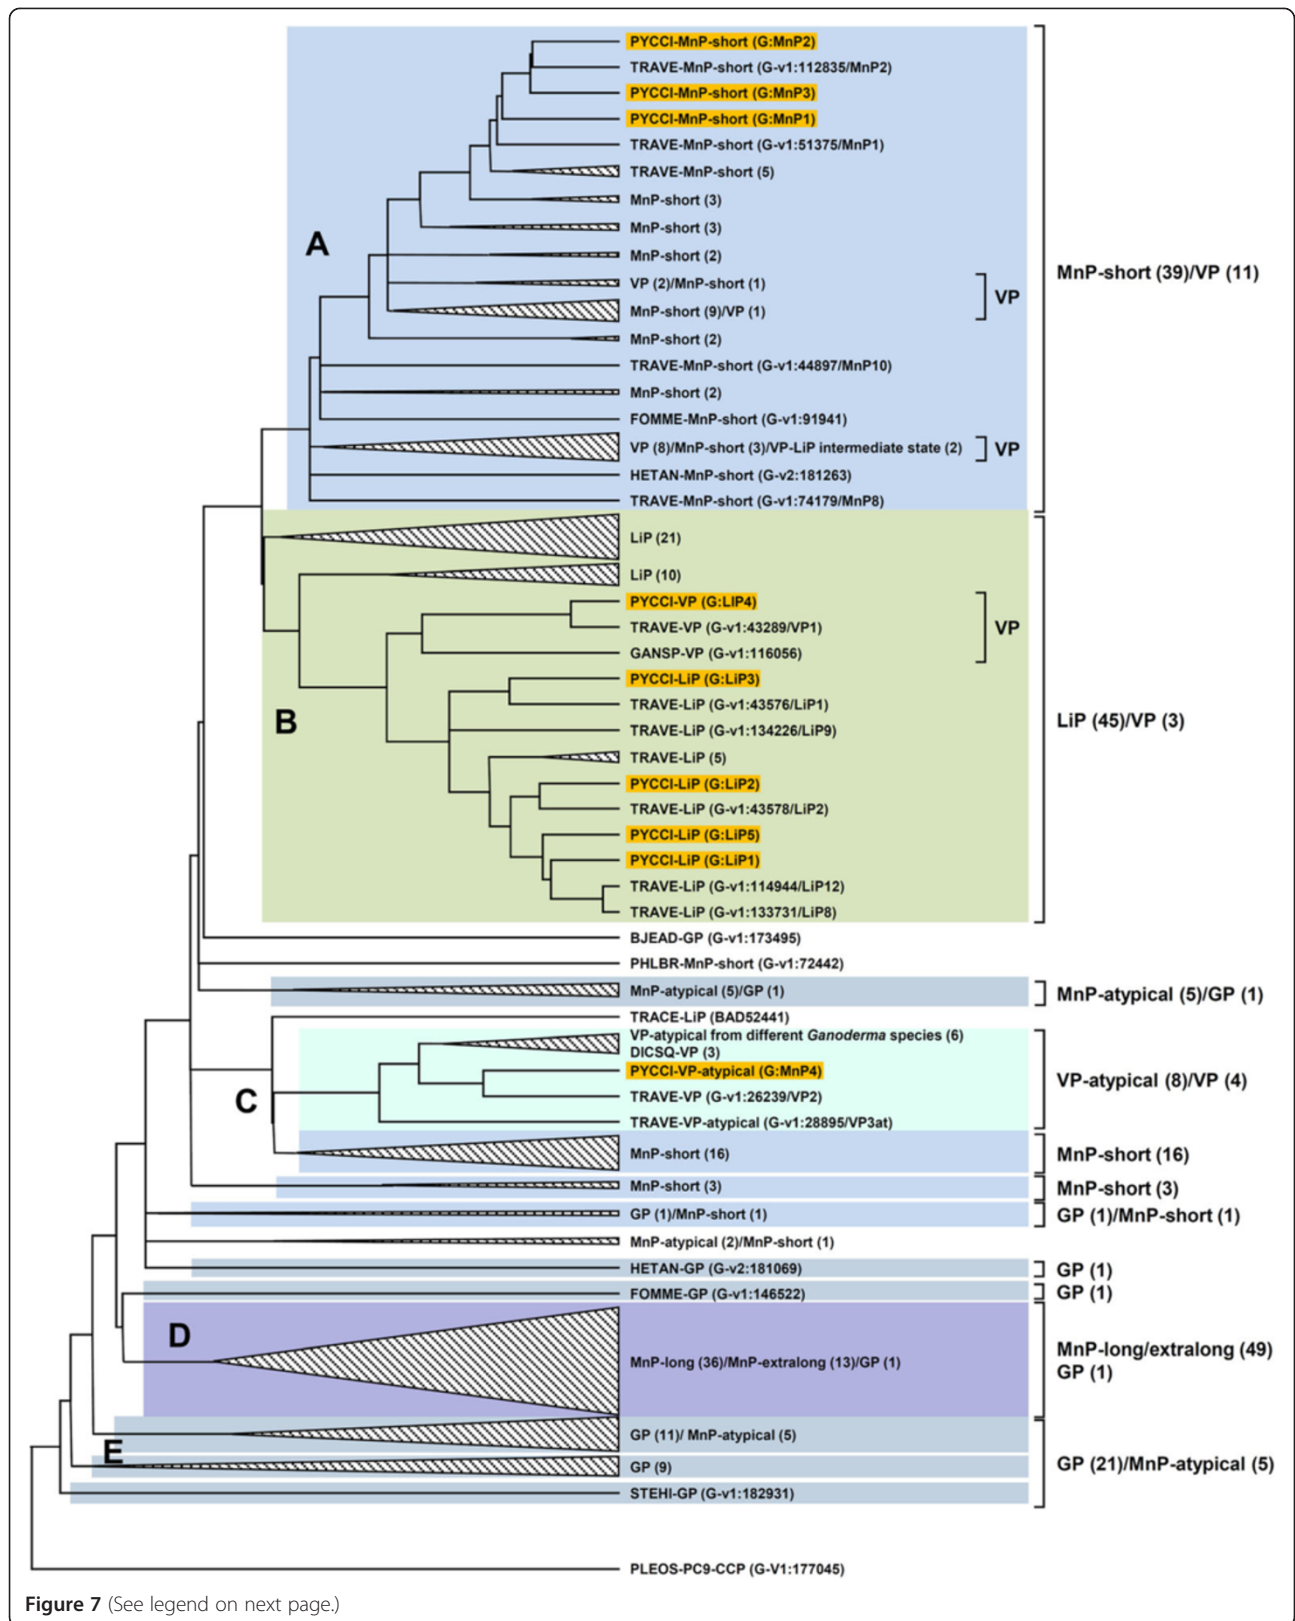 PYCCI-MnP-short (G:MnP2)
TRAVE-MnP-short (G-v1:112835/MnP2)
PYCCI-MnP-short (G:MnP3)
PYCCI-MnP-short (G:MnP1)
TRAVE-MnP-short (G-v1:51375/MnP1)
TRAVE-MnP-short (5)
MnP-short (3)
MnP-short (3)
A
MnP-short (2)
MnP-short (39)/VP (11)
VP (2)/MnP-short (1)
VP
MnP-short (9)/VP (1)
MnP-short (2)
TRAVE-MnP-short (G-v1:44897/MnP10)
MnP-short (2)
FOMME-MnP-short (G-v1:91941)
VP (8)/MnP-short (3)/VP-LiP intermediate state (2)
VP
HETAN-MnP-short (G-v2:181263)
TRAVE-MnP-short (G-v1:74179/MnP8)
LiP (21)
LiP (10)
PYCCI-VP (G:LIP4)
TRAVE-VP (G-v1:43289/VP1)
VP
GANSP-VP (G-v1:116056)
PYCCI-LiP (G:LiP3)
TRAVE-LiP (G-v1:43576/LiP1)
B
LiP (45)/VP (3)
TRAVE-LiP (G-v1:134226/LiP9)
TRAVE-LiP (5)
PYCCI-LiP (G:LiP2)
TRAVE-LiP (G-v1:43578/LiP2)
PYCCI-LiP (G:LiP5)
PYCCI-LiP (G:LiP1)
TRAVE-LiP (G-v1:114944/LiP12)
TRAVE-LiP (G-v1:133731/LiP8)
BJEAD-GP (G-v1:173495)
PHLBR-MnP-short (G-v1:72442)
MnP-atypical (5)/GP (1)
MnP-atypical (5)/GP (1)
TRACE-LiP (BAD52441)
VP-atypical from different Ganoderma species (6)
DICSQ-VP (3)
PYCCI-VP-atypical (G:MnP4)
VP-atypical (8)/VP (4)
C
TRAVE-VP (G-v1:26239/VP2)
TRAVE-VP-atypical (G-v1:28895/VP3at)
MnP-short (16)
MnP-short (16)
MnP-short (3)
MnP-short (3)
GP (1)/MnP-short (1)
GP (1)/MnP-short (1)
MnP-atypical (2)/MnP-short (1)
HETAN-GP (G-v2:181069)
GP (1)
FOMME-GP (G-v1:146522)
GP (1)
D
MnP-long (36)/MnP-extralong (13)/GP (1)
MnP-long/extralong (49)
GP (1)
GP (11)/ MnP-atypical (5)
E
GP (9)
GP (21)/MnP-atypical (5)
STEHI-GP (G-v1:182931)
PLEOS-PC9-CCP (G-V1:177045)
Figure 7 (See legend on next page.)